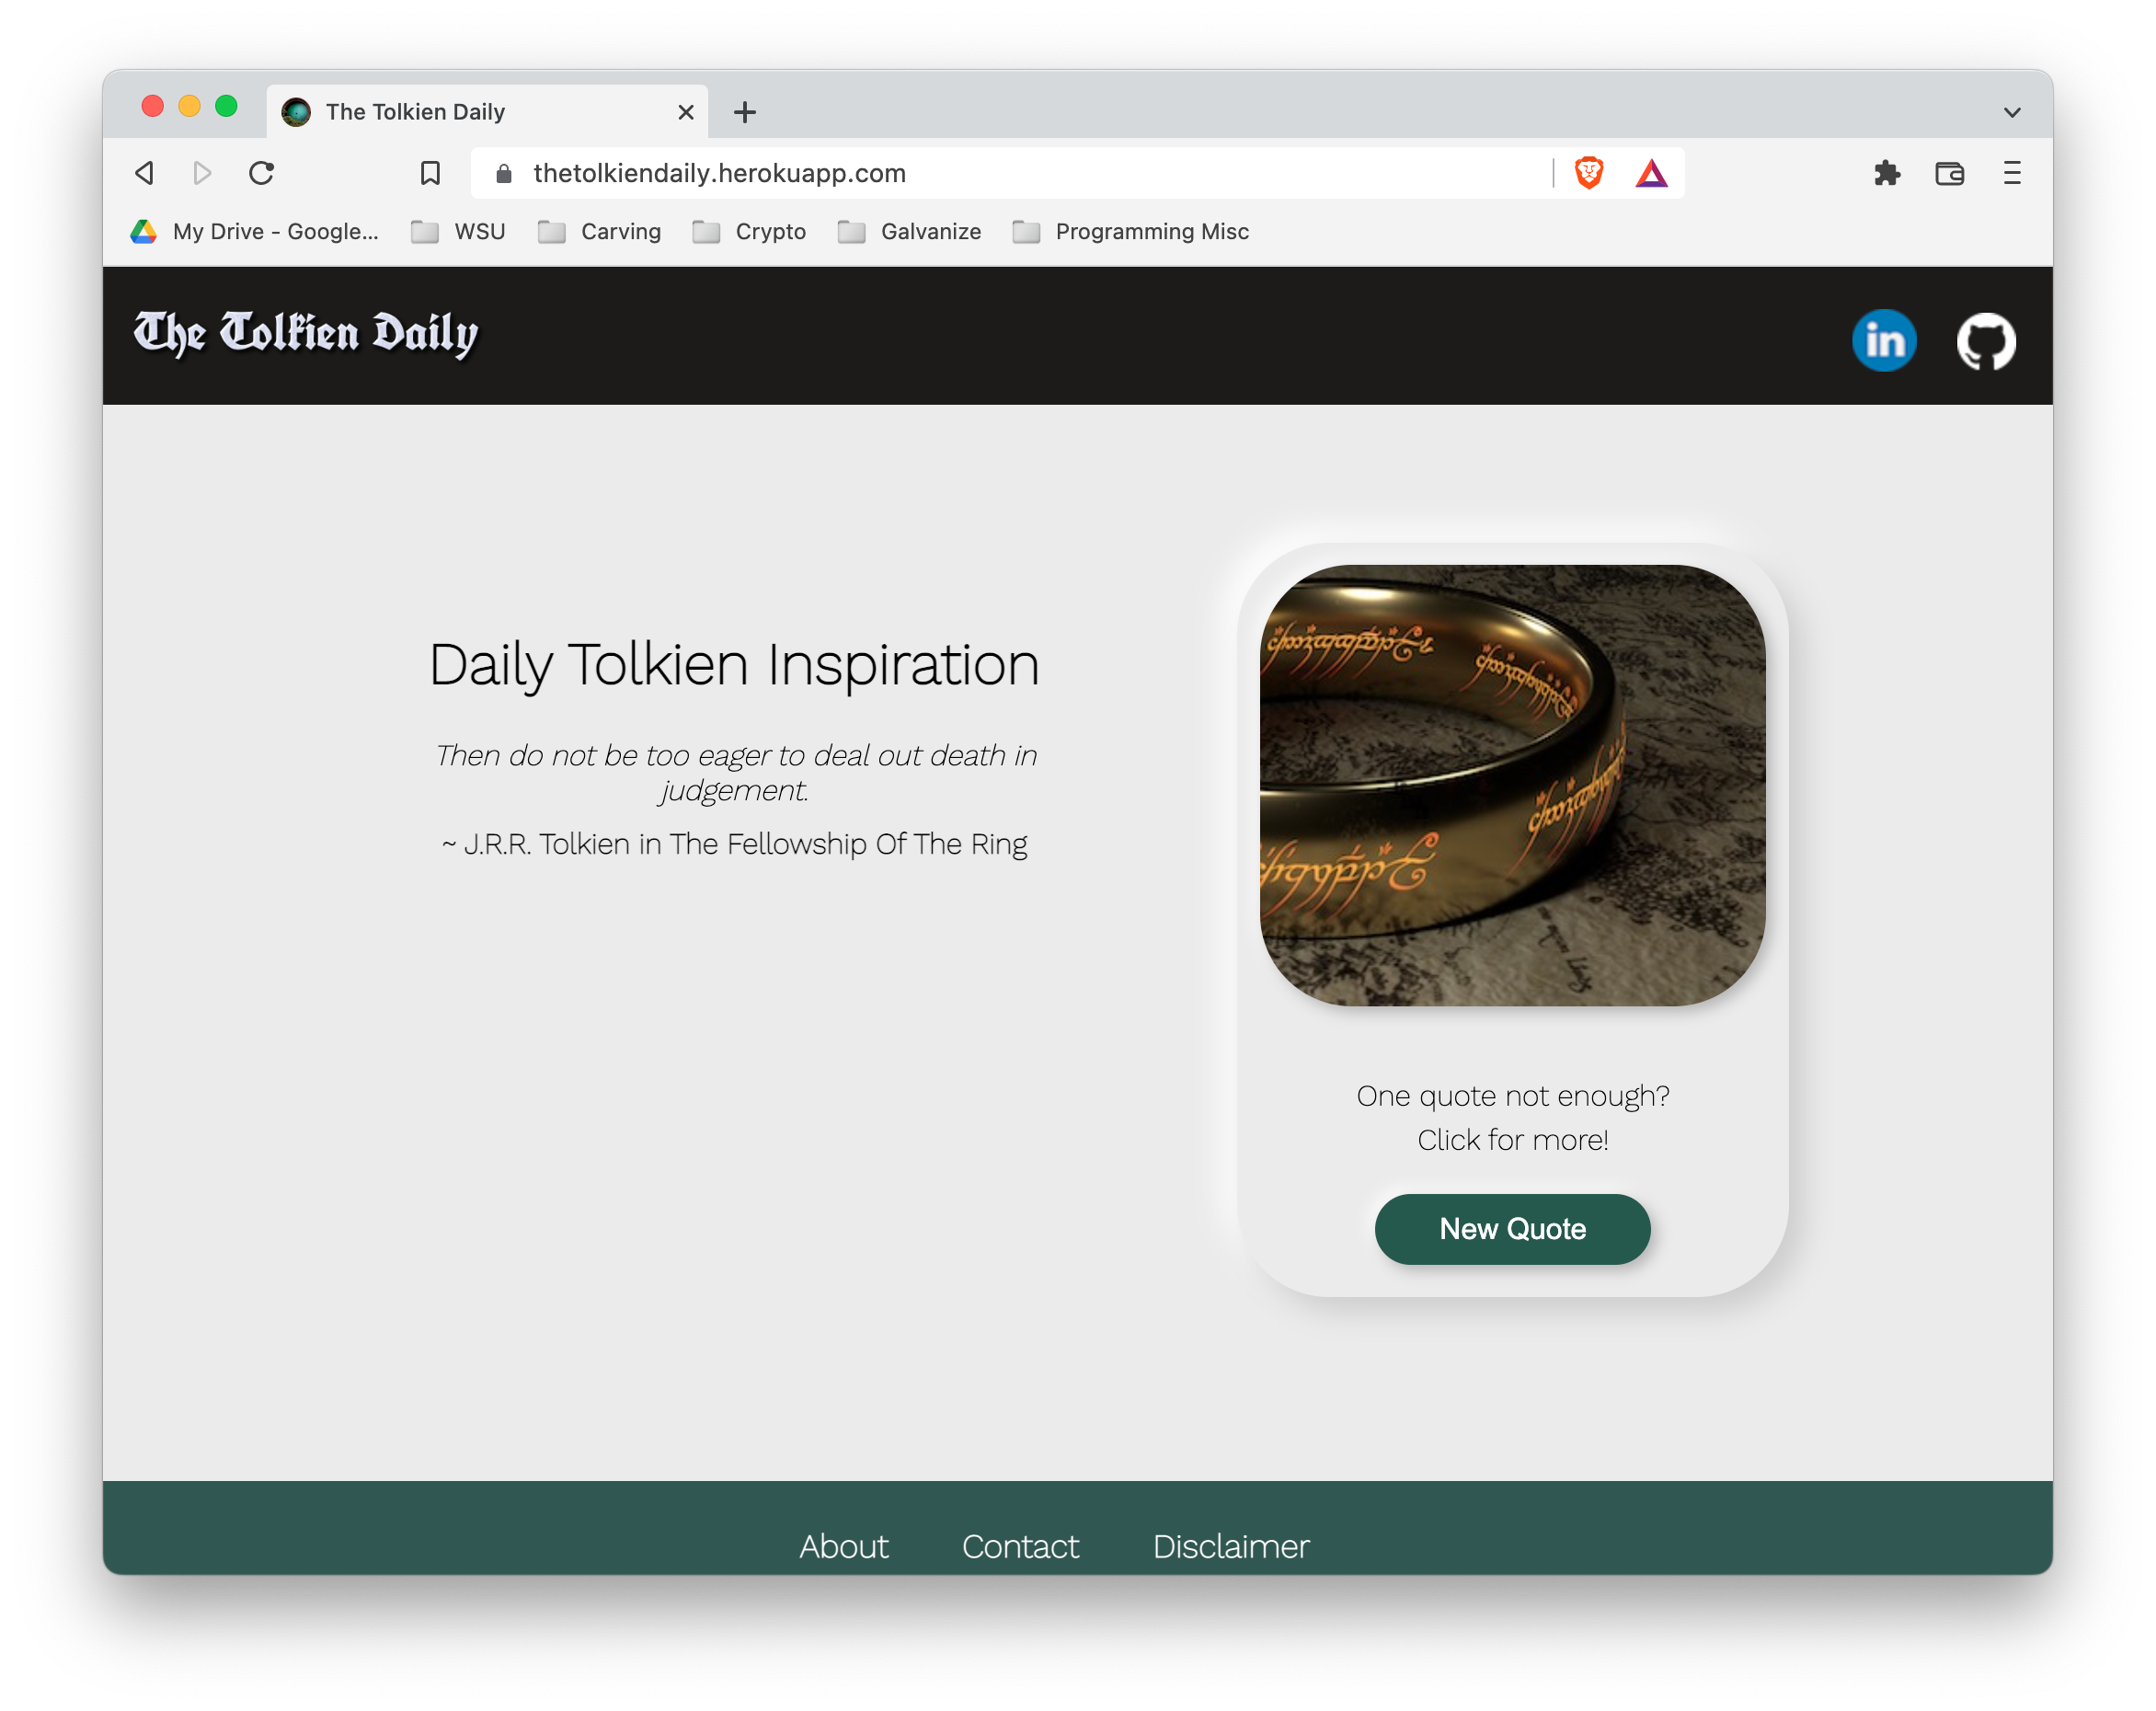 The Tolkien Daily
thetolkiendaily.herokuapp.com
My Drive - Google... WSU Carving Crypto Galvanize Programming Misc
The Tolkien Daily
in
Daily Tolkien Inspiration
Then do not be too eager to deal out death in
judgement.
~ J.R.R. Tolkien in The Fellowship Of The Ring
One quote not enough?
Click for more!
New Quote
About Contact Disclaimer